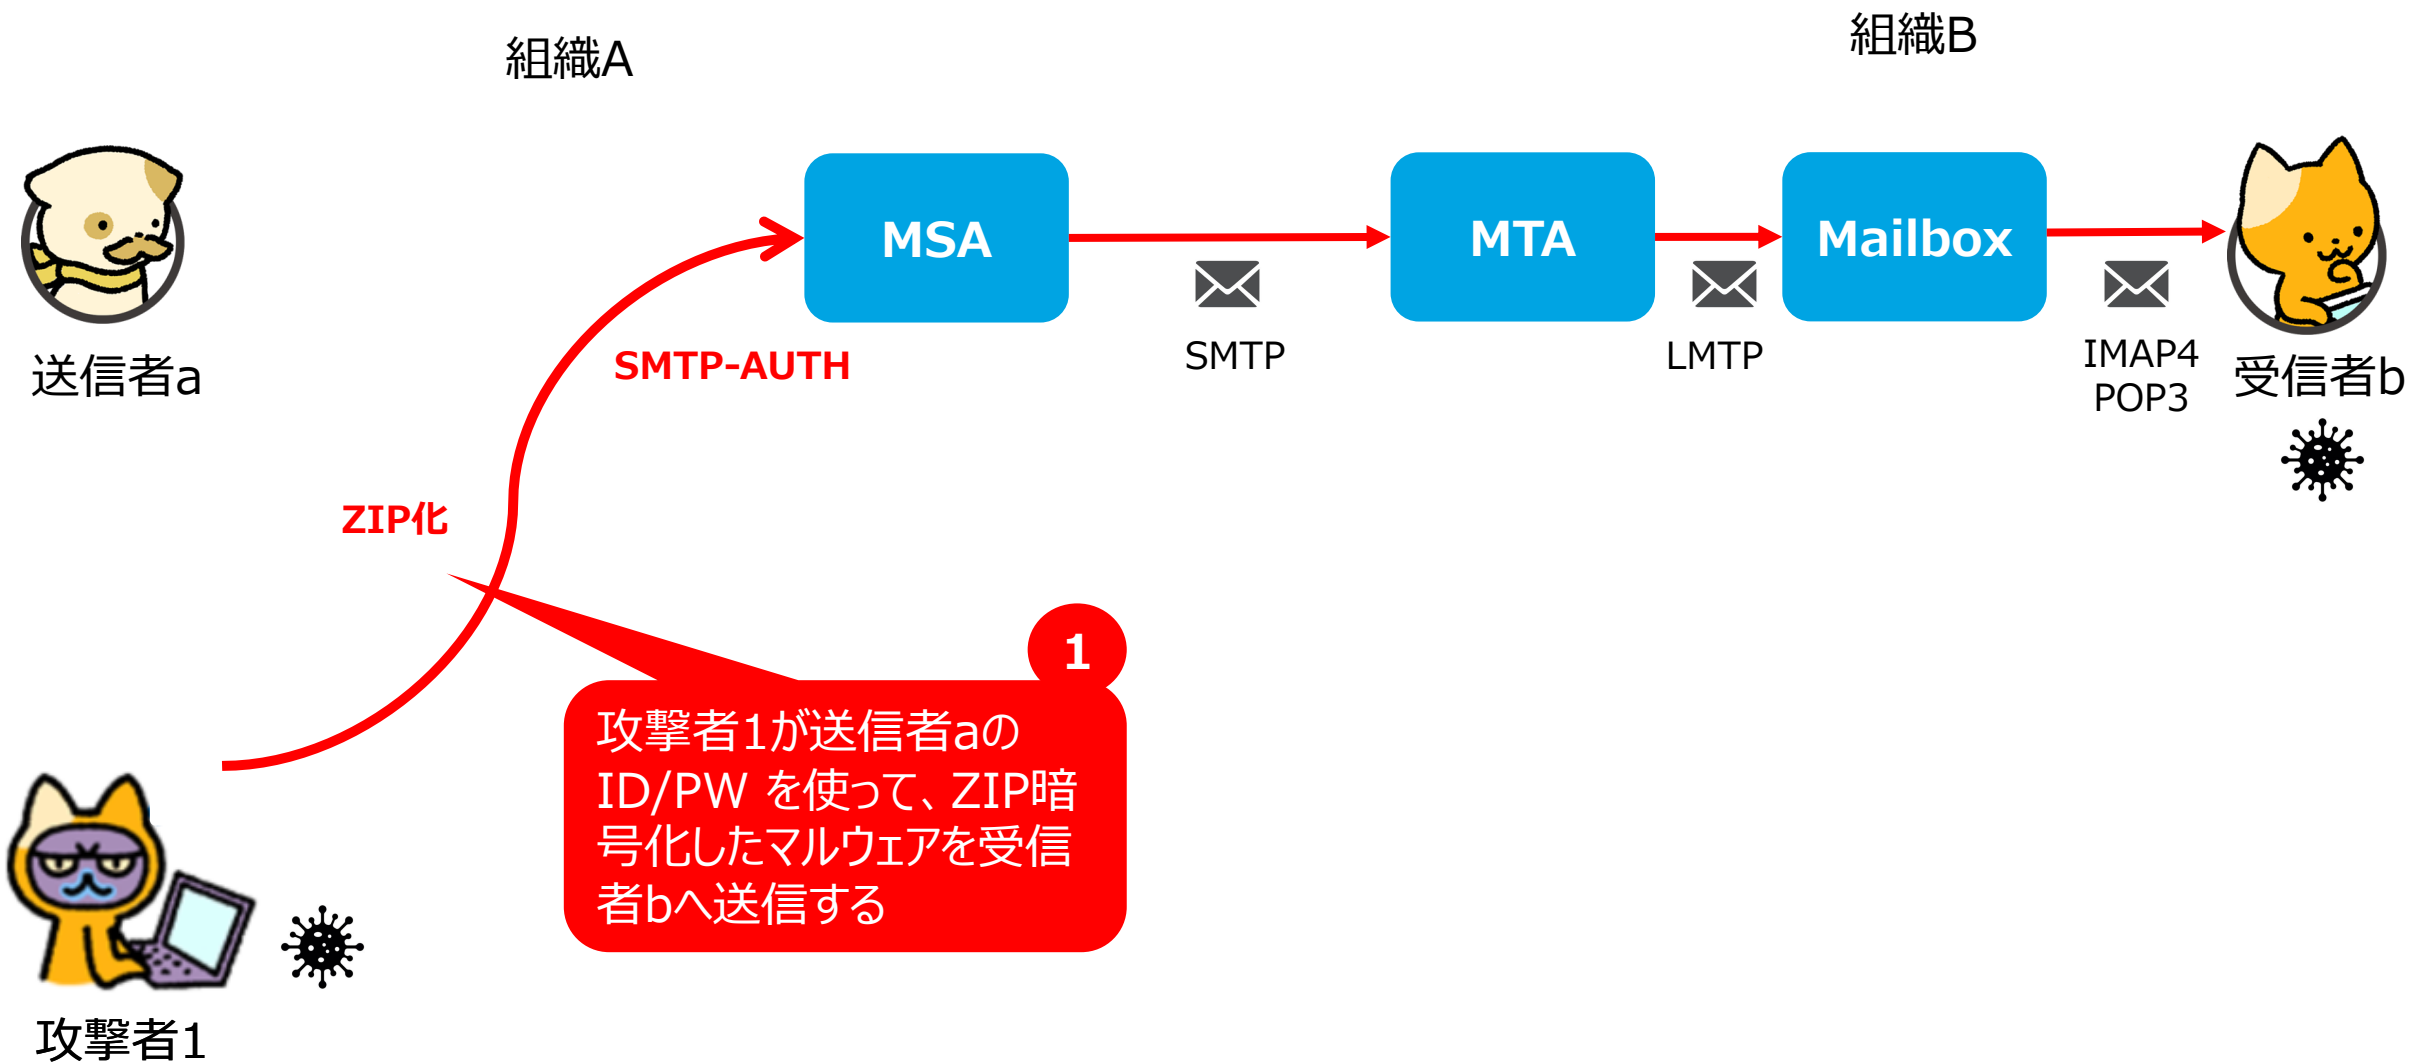 組織A
組織B
MSA
MTA
Mailbox
SMTP-AUTH
SMTP
LMTP
IMAP4
POP3
送信者a
受信者b
ZIP化
1
攻撃者1が送信者aの
ID/PW を使って、ZIP暗
号化したマルウェアを受信
者bへ送信する
攻撃者1